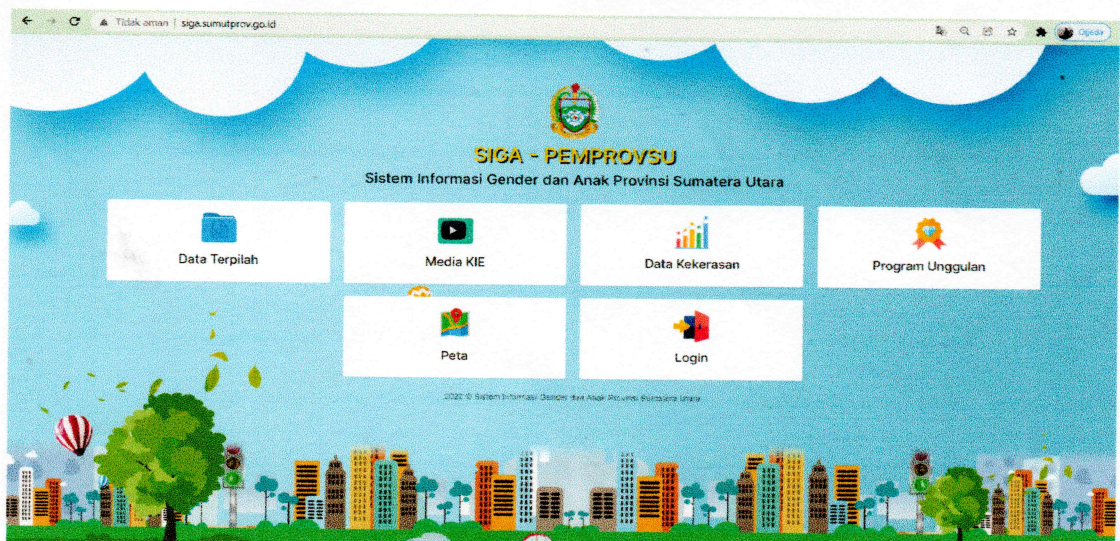 Tidak aman | siga.sumutprov.go.id
SIGA - PEMPROVSU
Sistem Informasi Gender dan Anak Provinsi Sumatera Utara
Data Terpilah
Media KIE
Data Kekerasan
Program Unggulan
Peta
Login
2022 © Sistem Informasi Gender dan Anak Provinsi Sumatera Utara